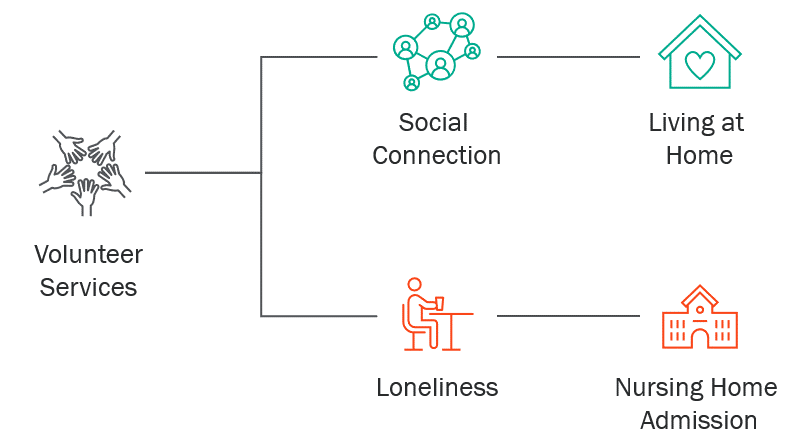 Social
Connection
Living at
Home
Volunteer
Services
Loneliness
Nursing Home
Admission